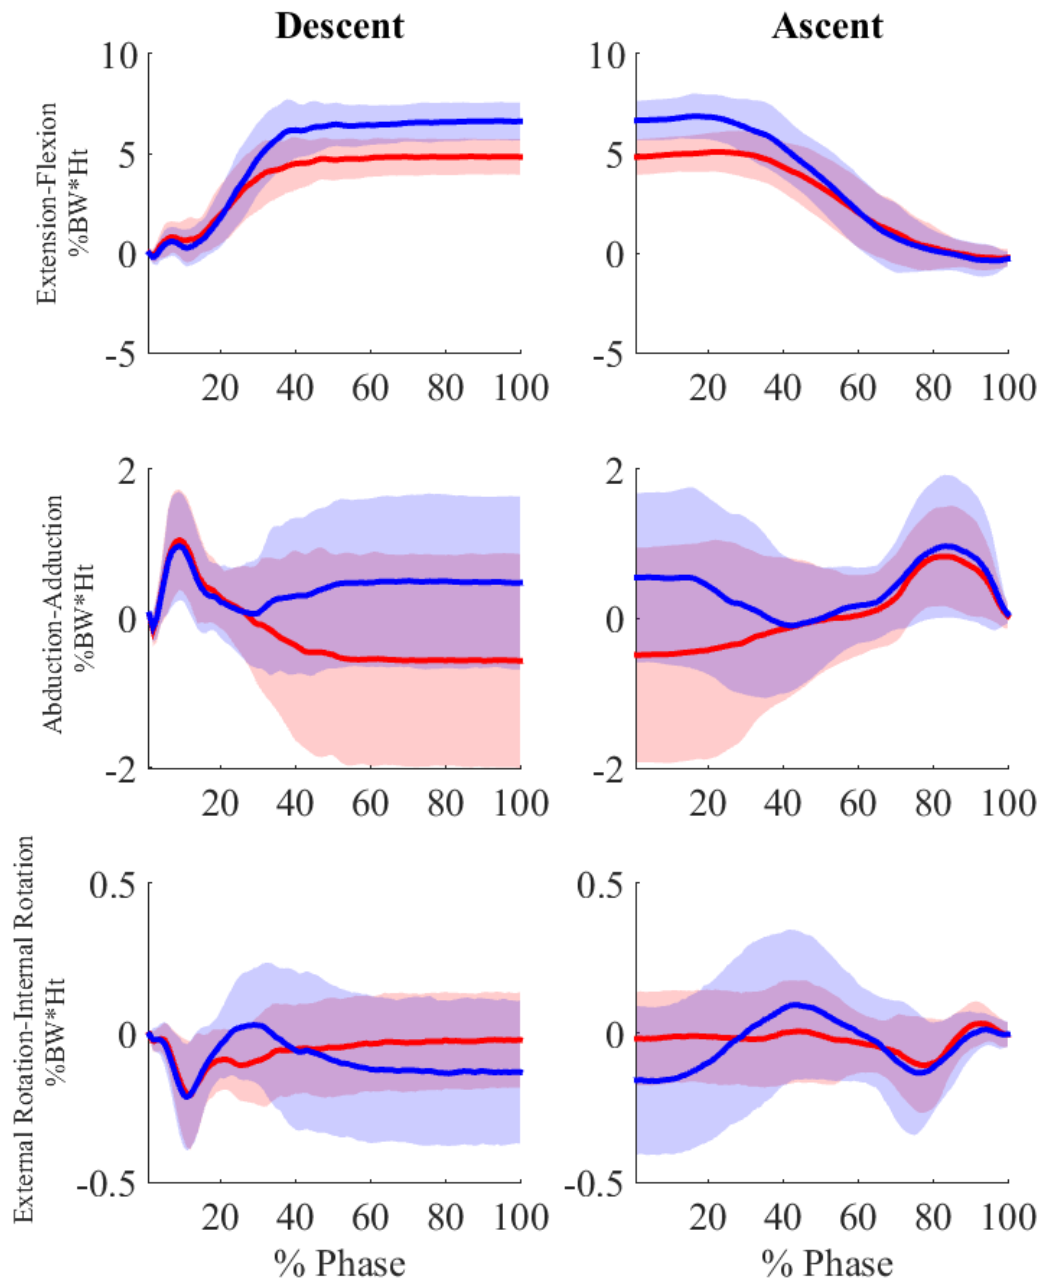 Descent
Ascent
Extension-Flexion
%BW*Ht
10
5
0
-5
20 40 60 80 100
10
5
0
-5
20 40 60 80 100
Abduction-Adduction
%BW*Ht
2
0
-2
20 40 60 80 100
2
0
-2
20 40 60 80 100
External Rotation-Internal Rotation
%BW*Ht
0.5
0
-0.5
20 40 60 80 100
% Phase
0.5
0
-0.5
20 40 60 80 100
% Phase